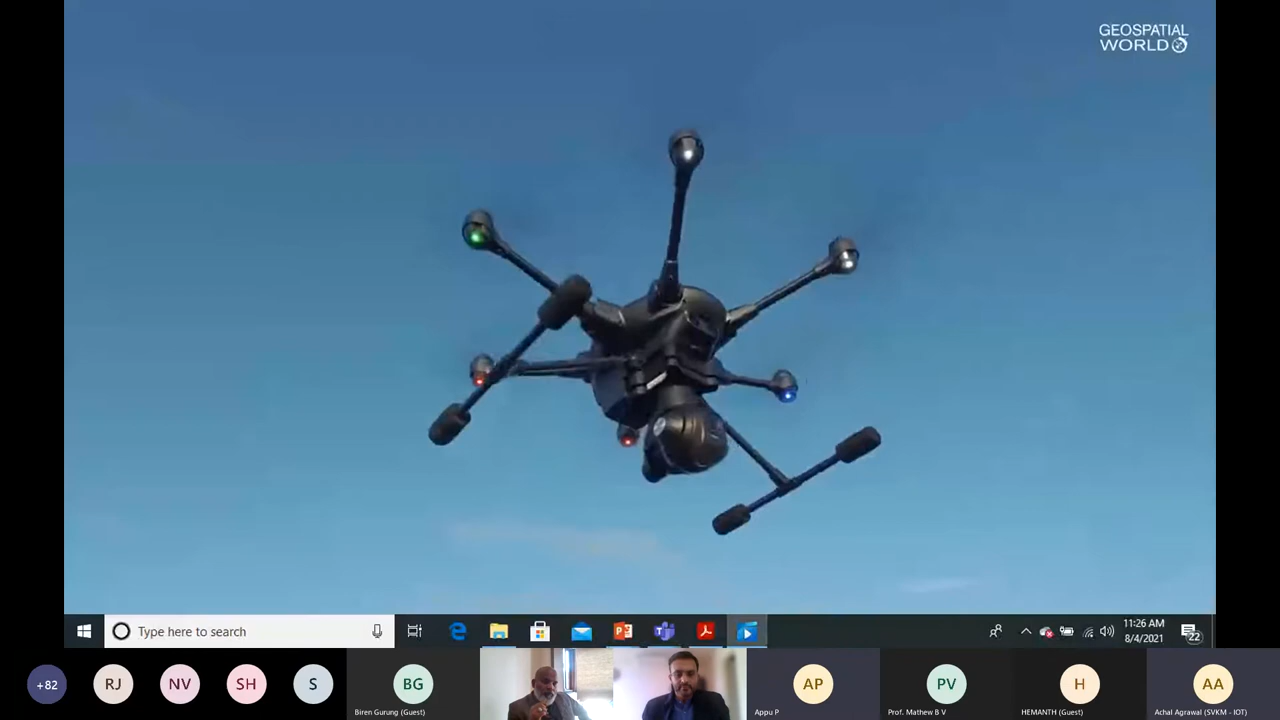 GEOSPATIAL
WORLD
Type here to search
11:26 AM
8/4/2021
22
+82
RJ
NV
SH
S
BG
Biren Gurung (Guest)
AP
Appu P
PV
Prof. Mathew B V
H
HEMANTH (Guest)
AA
Achal Agrawal (SVKM - IOT)